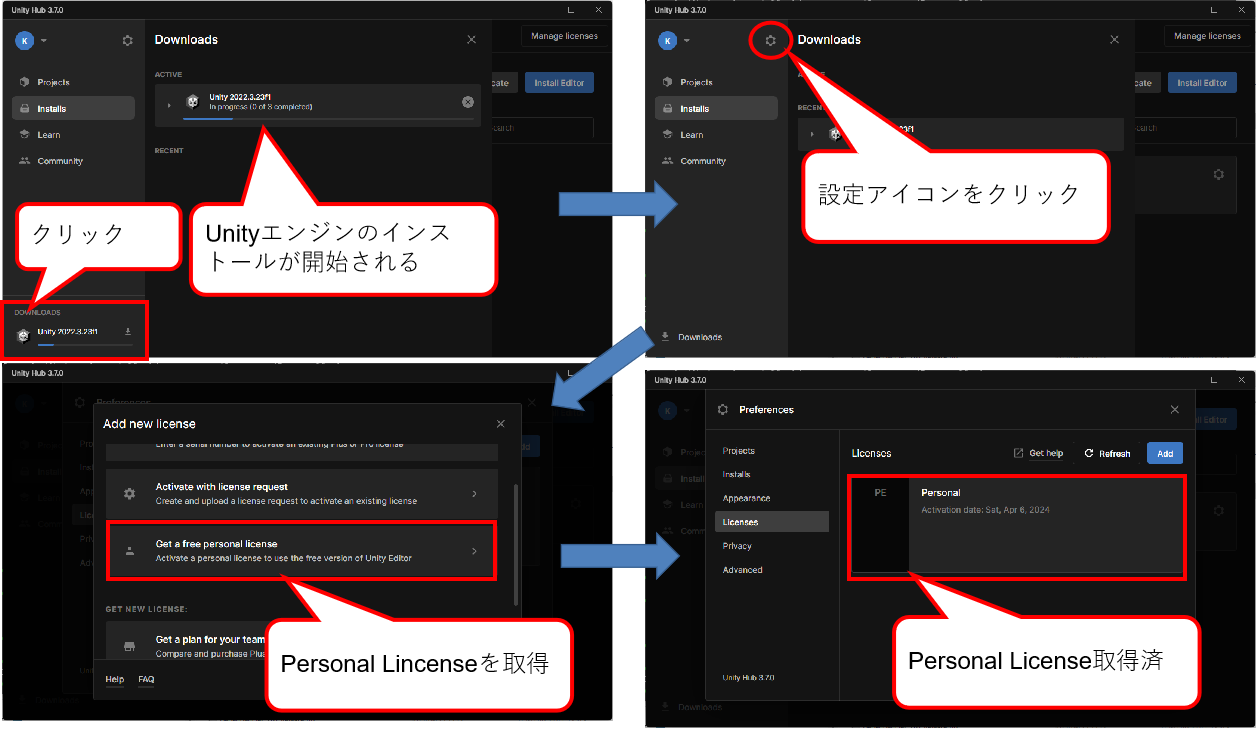 Unity Hub 3.7.0
K
Downloads
Manage licenses
ACTIVE
Projects
cate
Install Editor
Unity 2022.3.23f1
In progress (0 of 3 completed)
Installs
Learn
RECENT
Community
クリック
Unityエンジンのインス
トールが開始される
DOWNLOADS
Unity 2022.3.23f1
Unity Hub 3.7.0
K
Downloads
Manage licenses
Projects
cate
Install Editor
Installs
RECENT
Learn
Community
設定アイコンをクリック
Downloads
Unity Hub 3.7.0
Preferences
Add new license
Enter a serial number to activate an existing Plus or Pro license
Activate with license request
Create and upload a license request to activate an existing license
Get a free personal license
Activate a personal license to use the free version of Unity Editor
GET NEW LICENSE:
Get a plan for your team
Compare and purchase Plus
Help
FAQ
Personal Lincenseを取得
Unity Hub 3.7.0
K
Preferences
Projects
Installs
Appearance
Licenses
Privacy
Advanced
Unity Hub 3.7.0
Licenses
Get help
Refresh
Add
PE
Personal
Activation date: Sat, Apr 6, 2024
Personal License取得済
Downloads